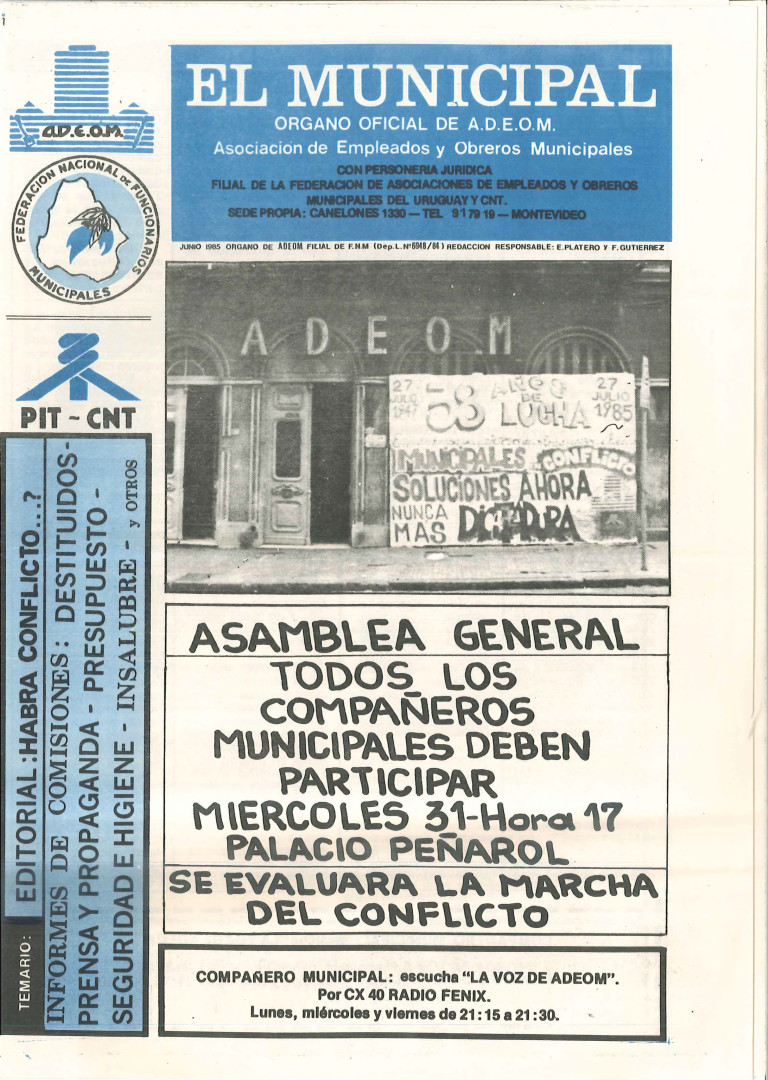 A.D.E.O.M.
FEDERACION NACIONAL DE FUNCIONARIOS
MUNICIPALES
PIT - CNT
EL MUNICIPAL
ORGANO OFICIAL DE A.D.E.O.M.
Asociacion de Empleados y Obreros Municipales
CON PERSONERIA JURIDICA
FILIAL DE LA FEDERACION DE ASOCIACIONES DE EMPLEADOS Y OBREROS
MUNICIPALES DEL URUGUAY Y CNT.
SEDE PROPIA: CANELONES 1330 — TEL 91 79 19 — MONTEVIDEO
JUNIO 1985 ORGANO DE ADEOM FILIAL DE F.N.M (Dep.L.Nº6948/84) REDACCION RESPONSABLE: E.PLATERO Y F.GUTIERREZ
ADEOM
27 JULIO 1947
58 AÑOS DE LUCHA
27 JULIO 1985
MUNICIPALES CONFLICTO
SOLUCIONES AHORA
NUNCA MAS DICTADURA
ASAMBLEA GENERAL
TODOS LOS
COMPAÑEROS
MUNICIPALES DEBEN
PARTICIPAR
MIERCOLES 31-Hora 17
PALACIO PEÑAROL
SE EVALUARA LA MARCHA
DEL CONFLICTO
COMPAÑERO MUNICIPAL: escucha "LA VOZ DE ADEOM".
Por CX 40 RADIO FENIX.
Lunes, miércoles y viernes de 21:15 a 21:30.
TEMARIO:
EDITORIAL: HABRA CONFLICTO...?
INFORMES DE COMISIONES: DESTITUIDOS-
PRENSA Y PROPAGANDA - PRESUPUESTO -
SEGURIDAD E HIGIENE - INSALUBRE - y OTROS